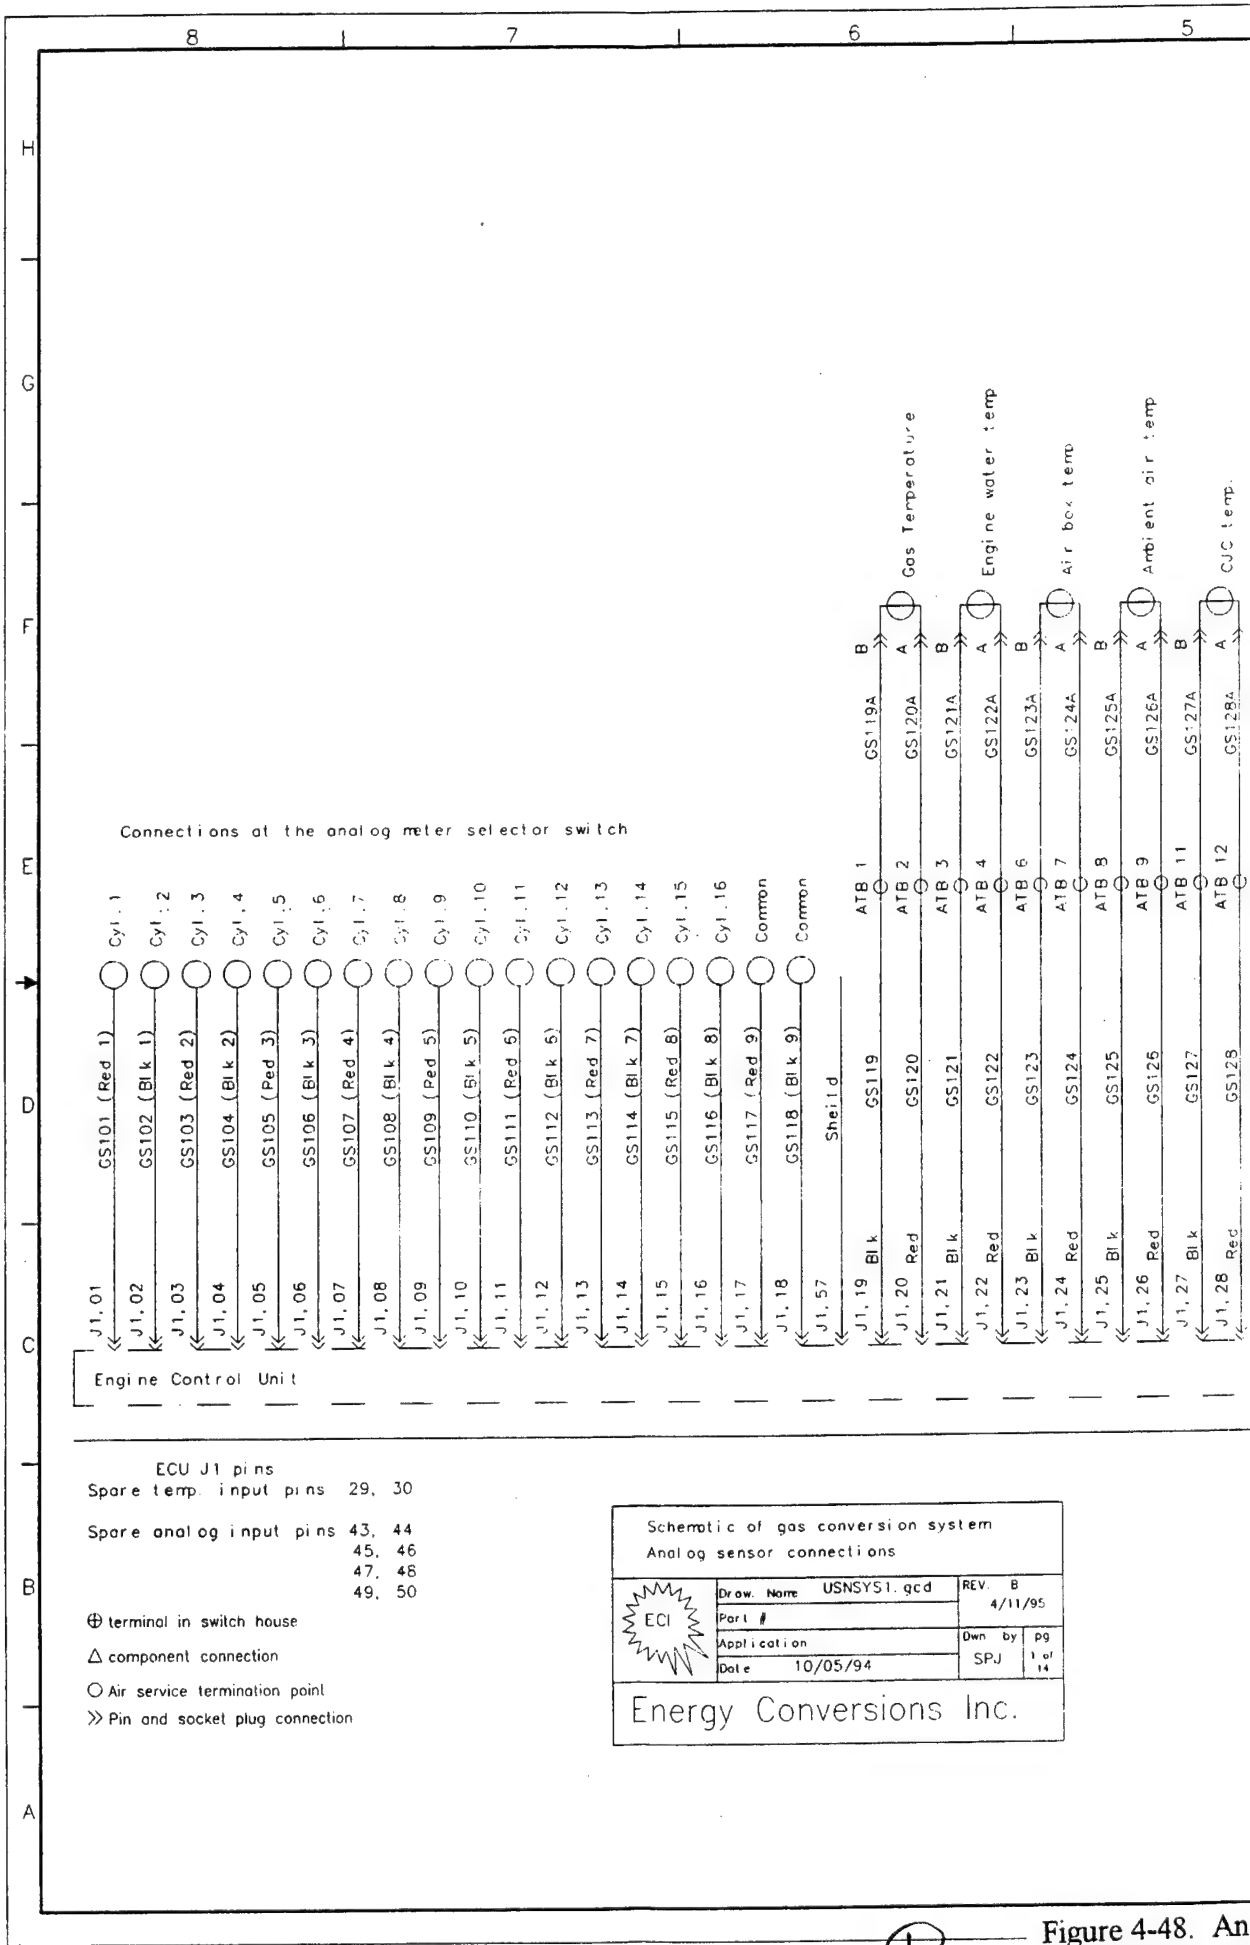 8 7 6 5
H
G
F
E
D
C
B
A
Gas Temperature
Engine water temp
Air box temp
Ambient air temp
CJC temp.
B A B A B A B A B A
GS119A GS120A GS121A GS122A GS123A GS124A GS125A GS126A GS127A GS128A
Connections at the analog meter selector switch
ATB 1 ATB 2 ATB 3 ATB 4 ATB 6 ATB 7 ATB 8 ATB 9 ATB 11 ATB 12
Cyl. 1 Cyl. 2 Cyl. 3 Cyl. 4 Cyl. 5 Cyl. 6 Cyl. 7 Cyl. 8 Cyl. 9 Cyl. 10 Cyl. 11 Cyl. 12 Cyl. 13 Cyl. 14 Cyl. 15 Cyl. 16 Common Common
GS101 (Red 1)
GS102 (Blk 1)
GS103 (Red 2)
GS104 (Blk 2)
GS105 (Red 3)
GS106 (Blk 3)
GS107 (Red 4)
GS108 (Blk 4)
GS109 (Red 5)
GS110 (Blk 5)
GS111 (Red 6)
GS112 (Blk 6)
GS113 (Red 7)
GS114 (Blk 7)
GS115 (Red 8)
GS116 (Blk 8)
GS117 (Red 9)
GS118 (Blk 9)
Sheild
GS119 GS120 GS121 GS122 GS123 GS124 GS125 GS126 GS127 GS128
Blk Red Blk Red Blk Red Blk Red Blk Red
J1, 01 J1, 02 J1, 03 J1, 04 J1, 05 J1, 06 J1, 07 J1, 08 J1, 09 J1, 10 J1, 11 J1, 12 J1, 13 J1, 14 J1, 15 J1, 16 J1, 17 J1, 18 J1, 57 J1, 19 J1, 20 J1, 21 J1, 22 J1, 23 J1, 24 J1, 25 J1, 26 J1, 27 J1, 28
Engine Control Unit
ECU J1 pins
Spare temp. input pins 29, 30
Spare analog input pins 43, 44
45, 46
47, 48
49, 50
⊕ terminal in switch house
△ component connection
○ Air service termination point
>> Pin and socket plug connection
Schemtic of gas conversion system
Analog sensor connections
ECI
Draw. Name USNSYS1.gcd
REV. B
4/11/95
Part #
Application
Dwn by
SPJ
pg
1 of
14
Date 10/05/94
Energy Conversions Inc.
Figure 4-48. An